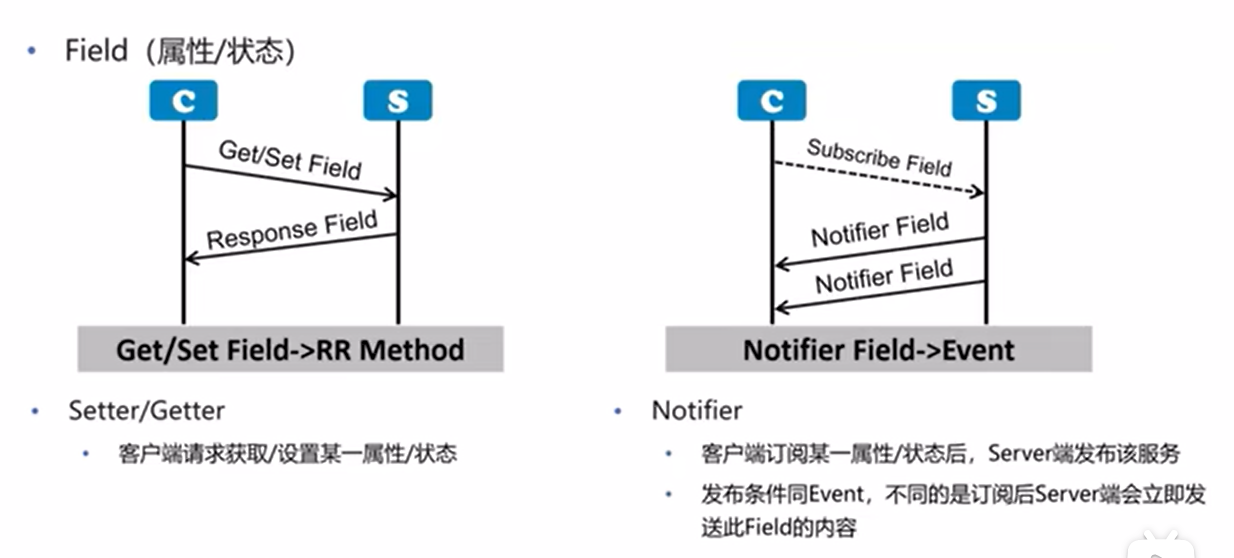 Field（属性/状态）
C
S
Get/Set Field
Response Field
Get/Set Field->RR Method
Setter/Getter
客户端请求获取/设置某一属性/状态
C
S
Subscribe Field
Notifier Field
Notifier Field
Notifier Field->Event
Notifier
客户端订阅某一属性/状态后，Server端发布该服务
发布条件同Event，不同的是订阅后Server端会立即发
送此Field的内容